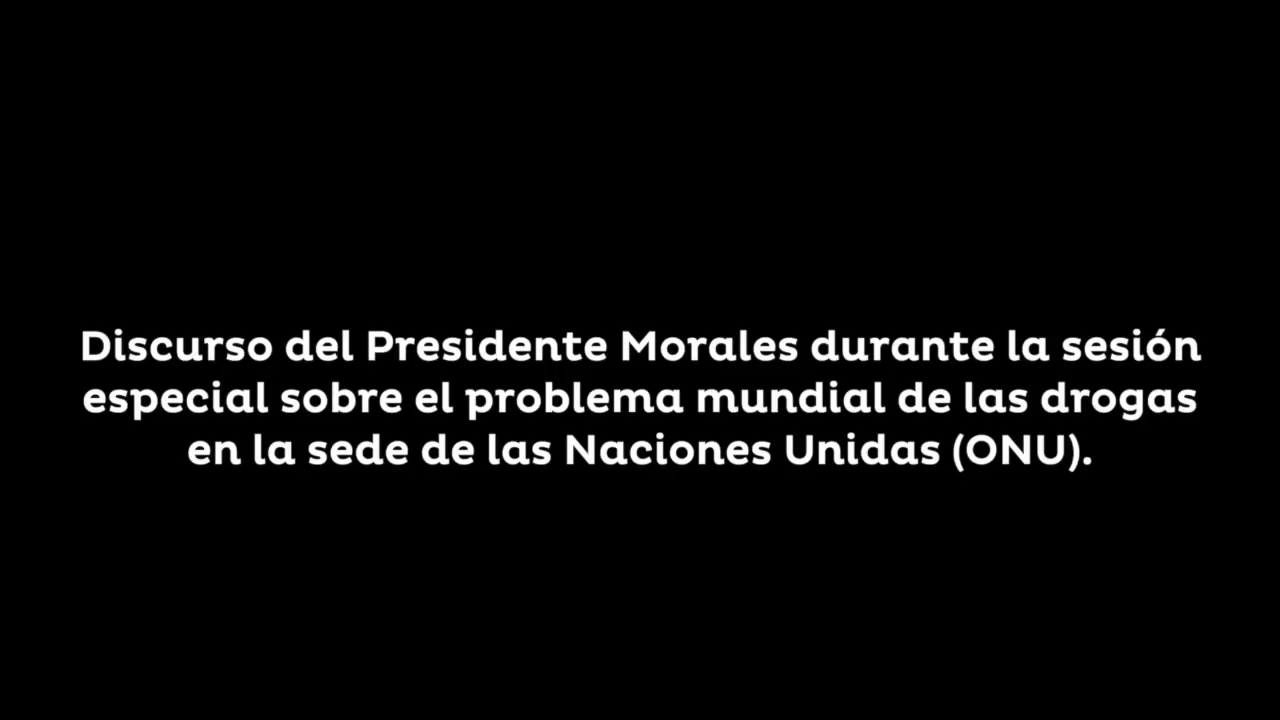 Discurso del Presidente Morales durante la sesión
especial sobre el problema mundial de las drogas
en la sede de las Naciones Unidas (ONU).